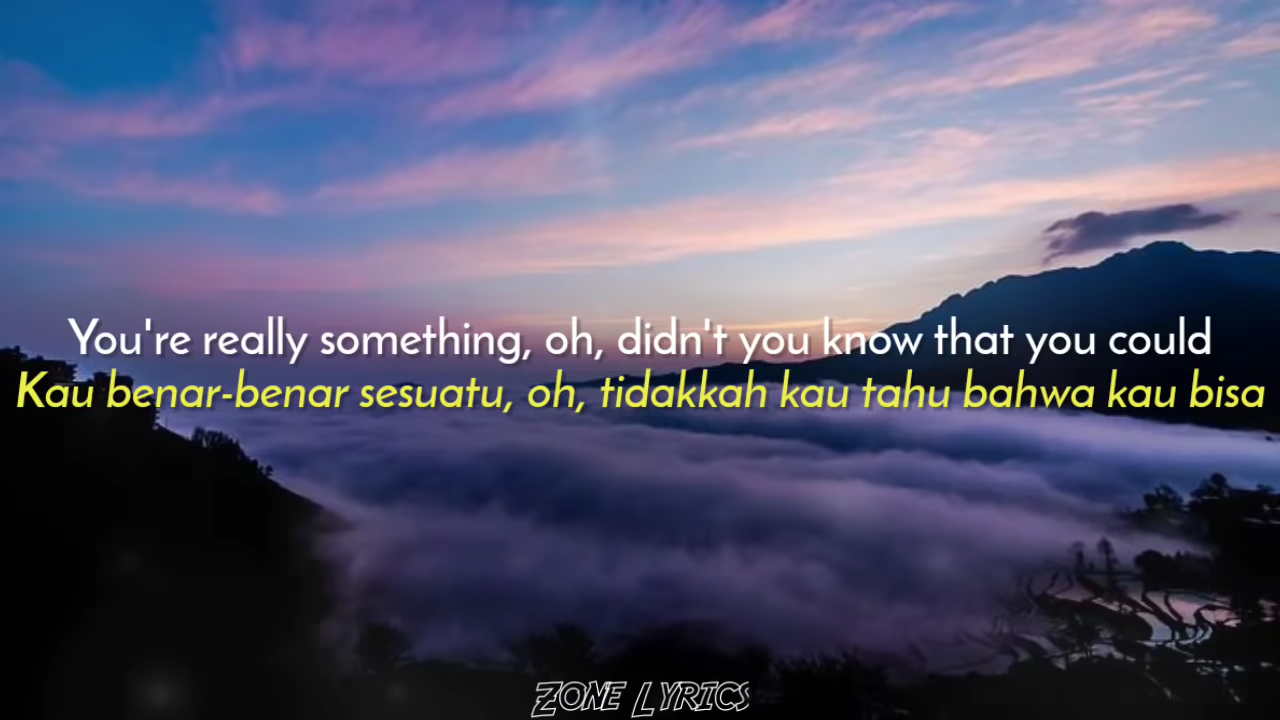 You're really something, oh, didn't you know that you could
Kau benar-benar sesuatu, oh, tidakkah kau tahu bahwa kau bisa
ZONE LYRICS